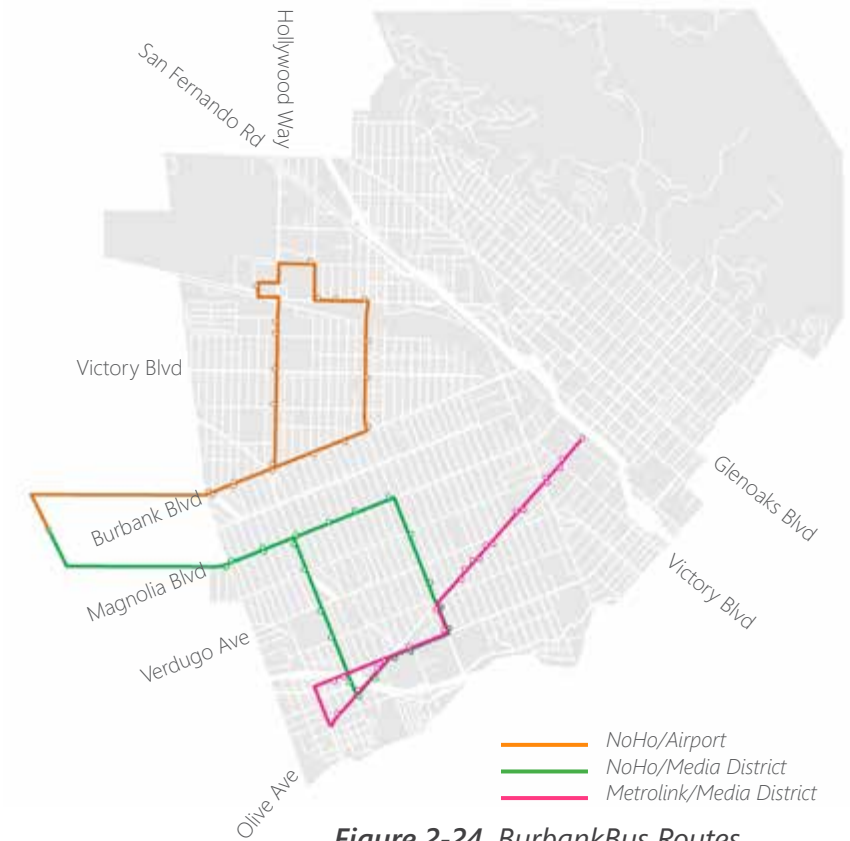 Hollywood Way
San Fernando Rd
Victory Blvd
Burbank Blvd
Magnolia Blvd
Verdugo Ave
Olive Ave
Glenoaks Blvd
Victory Blvd
NoHo/Airport
NoHo/Media District
Metrolink/Media District
Figure 2-24 BurbankBus Routes